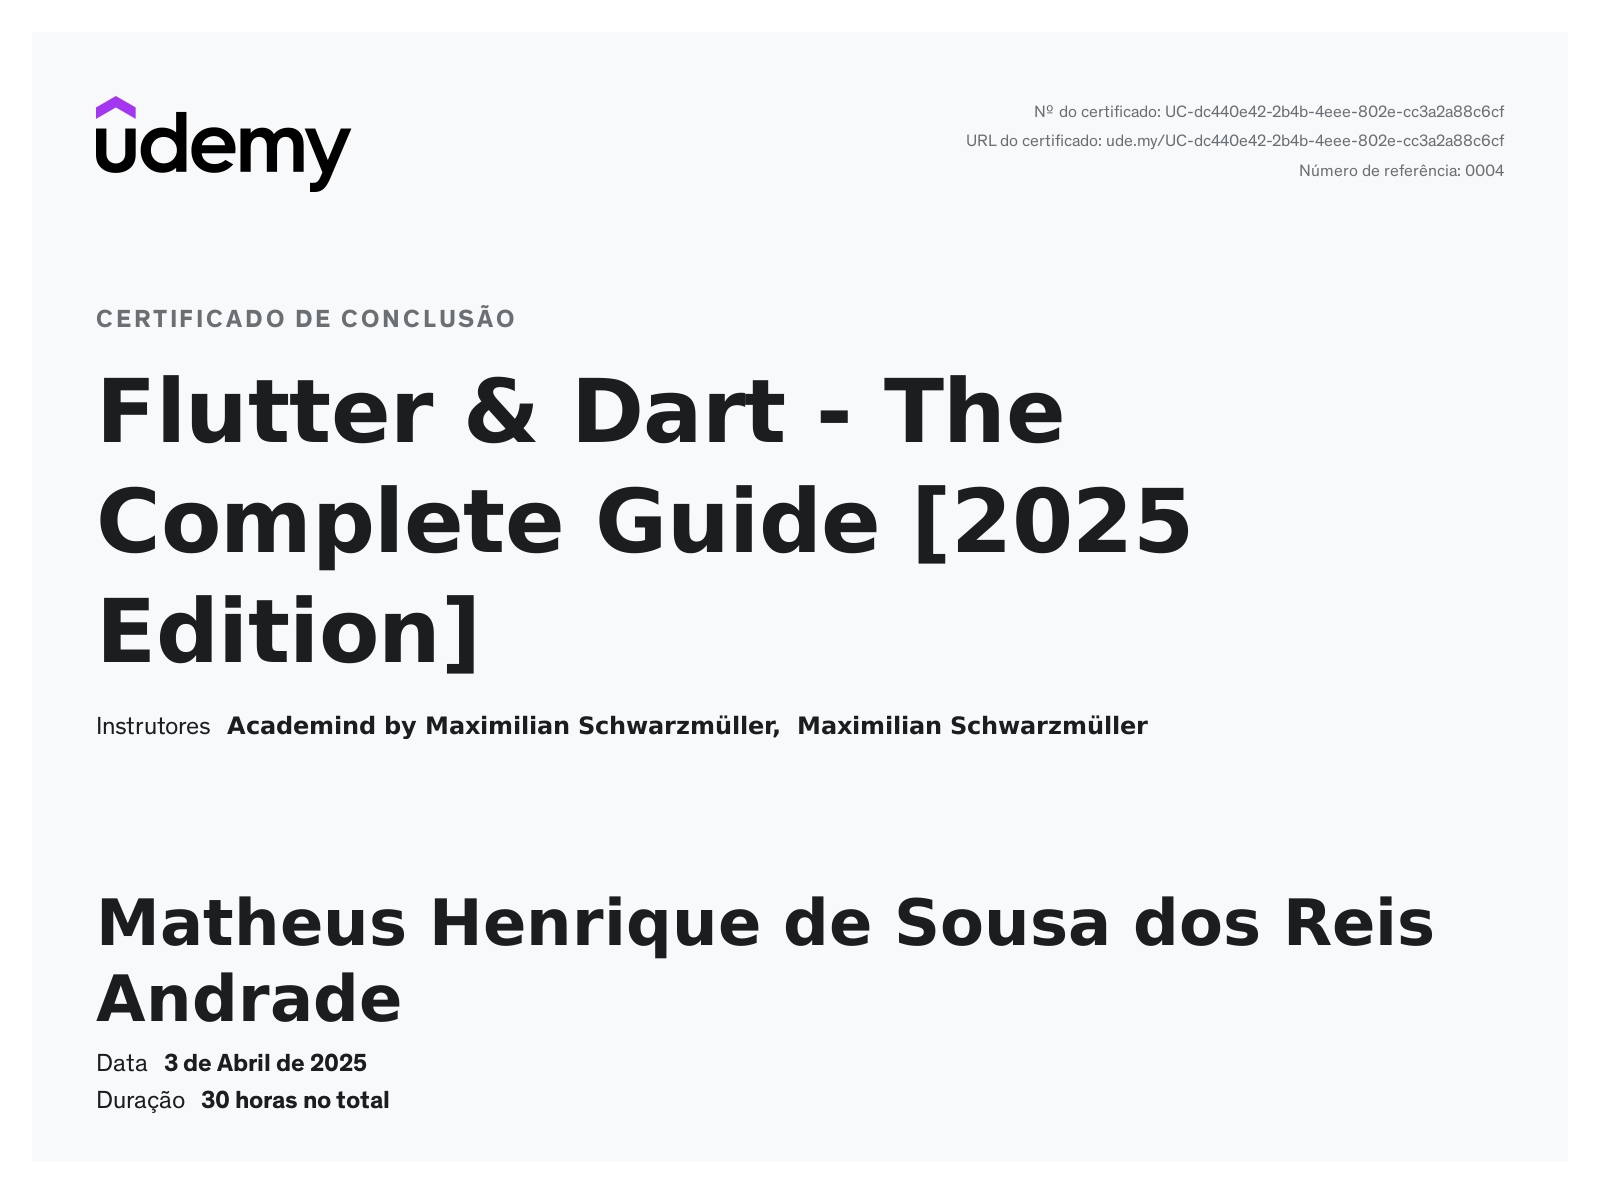 udemy
Nº do certificado: UC-dc440e42-2b4b-4eee-802e-cc3a2a88c6cf
URL do certificado: ude.my/UC-dc440e42-2b4b-4eee-802e-cc3a2a88c6cf
Número de referência: 0004
CERTIFICADO DE CONCLUSÃO
Flutter & Dart - The
Complete Guide [2025
Edition]
Instrutores Academind by Maximilian Schwarzmüller, Maximilian Schwarzmüller
Matheus Henrique de Sousa dos Reis
Andrade
Data 3 de Abril de 2025
Duração 30 horas no total